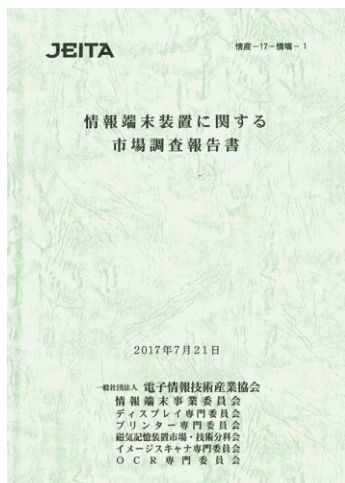 JEITA
情産－17－情端－1
情報端末装置に関する
市場調査報告書
2017年7月21日
一般社団法人 電子情報技術産業協会
情報端末事業委員会
ディスプレイ専門委員会
プリンター専門委員会
磁気記憶装置市場・技術分科会
イメージスキャナ専門委員会
ＯＣＲ専門委員会